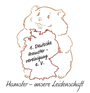 1. Deutsche
Hamster-
vereinigung
e. V.
Hamster - unsere Leidenschaft